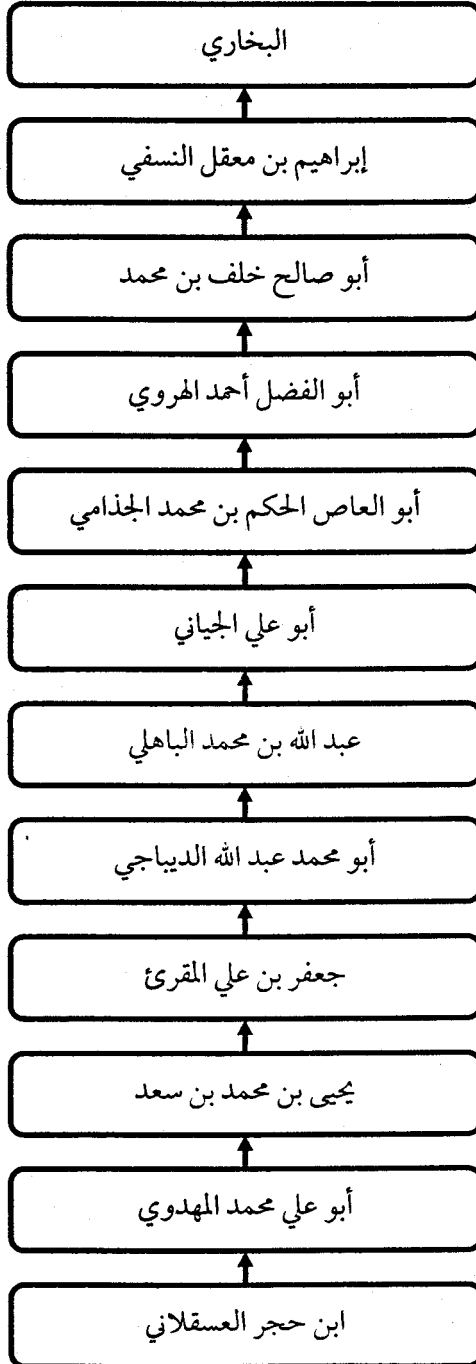 البخاري
إبراهيم بن معقل النسفي
أبو صالح خلف بن محمد
أبو الفضل أحمد الهروي
أبو العاص الحكم بن محمد الجذامي
أبو علي الجياني
عبد الله بن محمد الباهلي
أبو محمد عبد الله الديباجي
جعفر بن علي المقرئ
يحيى بن محمد بن سعد
أبو علي محمد المهدوي
ابن حجر العسقلاني